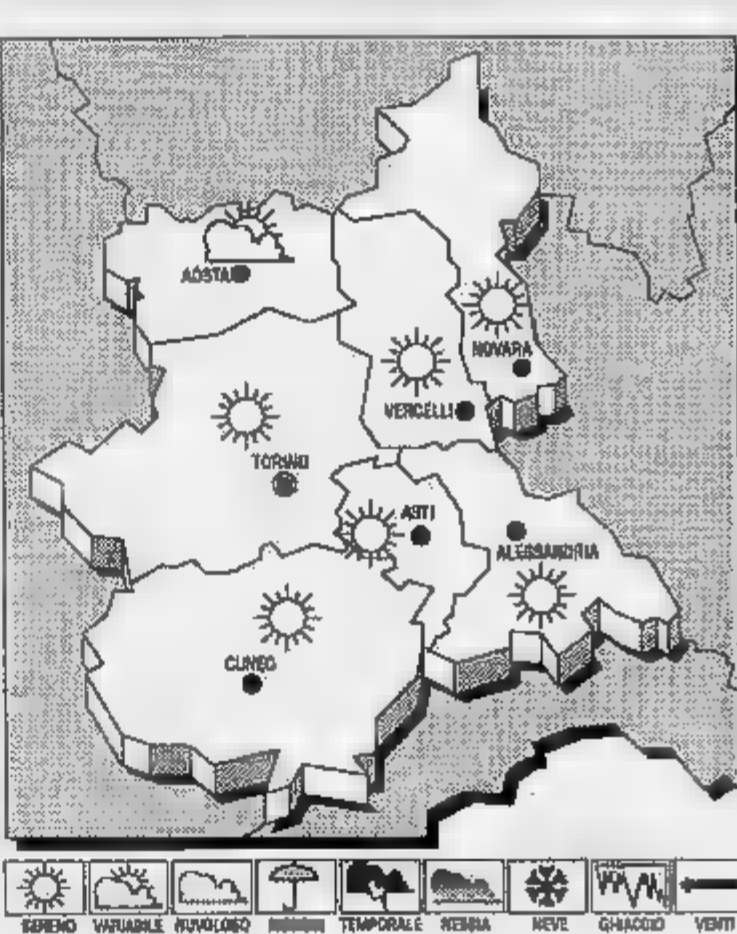 AOSTA
NOVARA
VERCELLI
TORINO
ASTI
ALESSANDRIA
CUNEO
SERENO VARIABILE NUVOLOSO TEMPORALE NEBBIA NEVE GHIACCIO VENTI